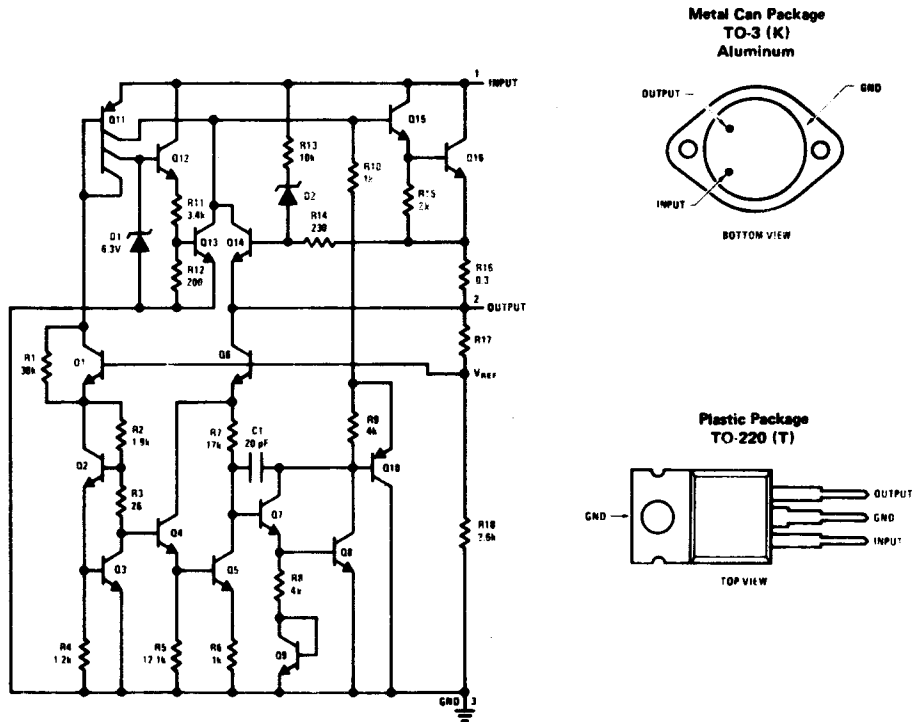 Metal Can Package
TO-3 (K)
Aluminum
OUTPUT
GND
INPUT
BOTTOM VIEW
1
INPUT
Q11
Q12
Q15
Q16
R13
10k
R10
1k
D2
R15
2k
R11
3.4k
R14
230
D1
6.3V
Q13
Q14
R12
200
R16
0.3
2
OUTPUT
R17
R1
30k
Q1
Q6
VREF
R2
1.9k
R7
17k
C1
20 pF
R9
4k
Q2
Q10
R3
26
Q7
Q4
Q3
Q5
Q8
R18
R8
4k
R4
1.2k
R5
12.1k
R6
1k
Q9
GND
3
Plastic Package
TO-220 (T)
OUTPUT
GND
GND
INPUT
TOP VIEW